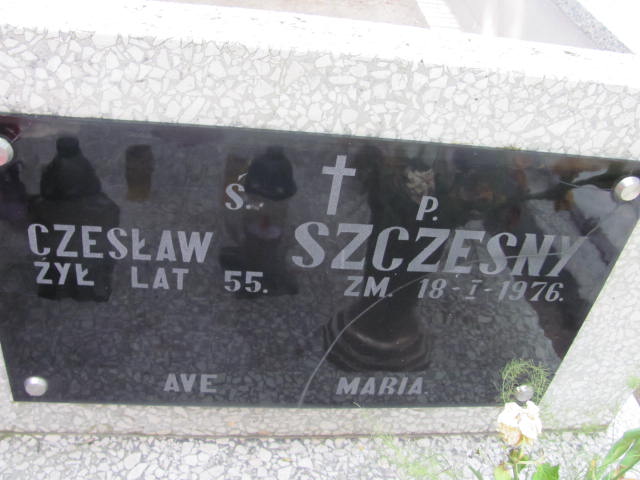 Ś. † P.
CZESŁAW SZCZESNY
ŻYŁ LAT 55. ZM. 18-I-1976.
AVE MARIA